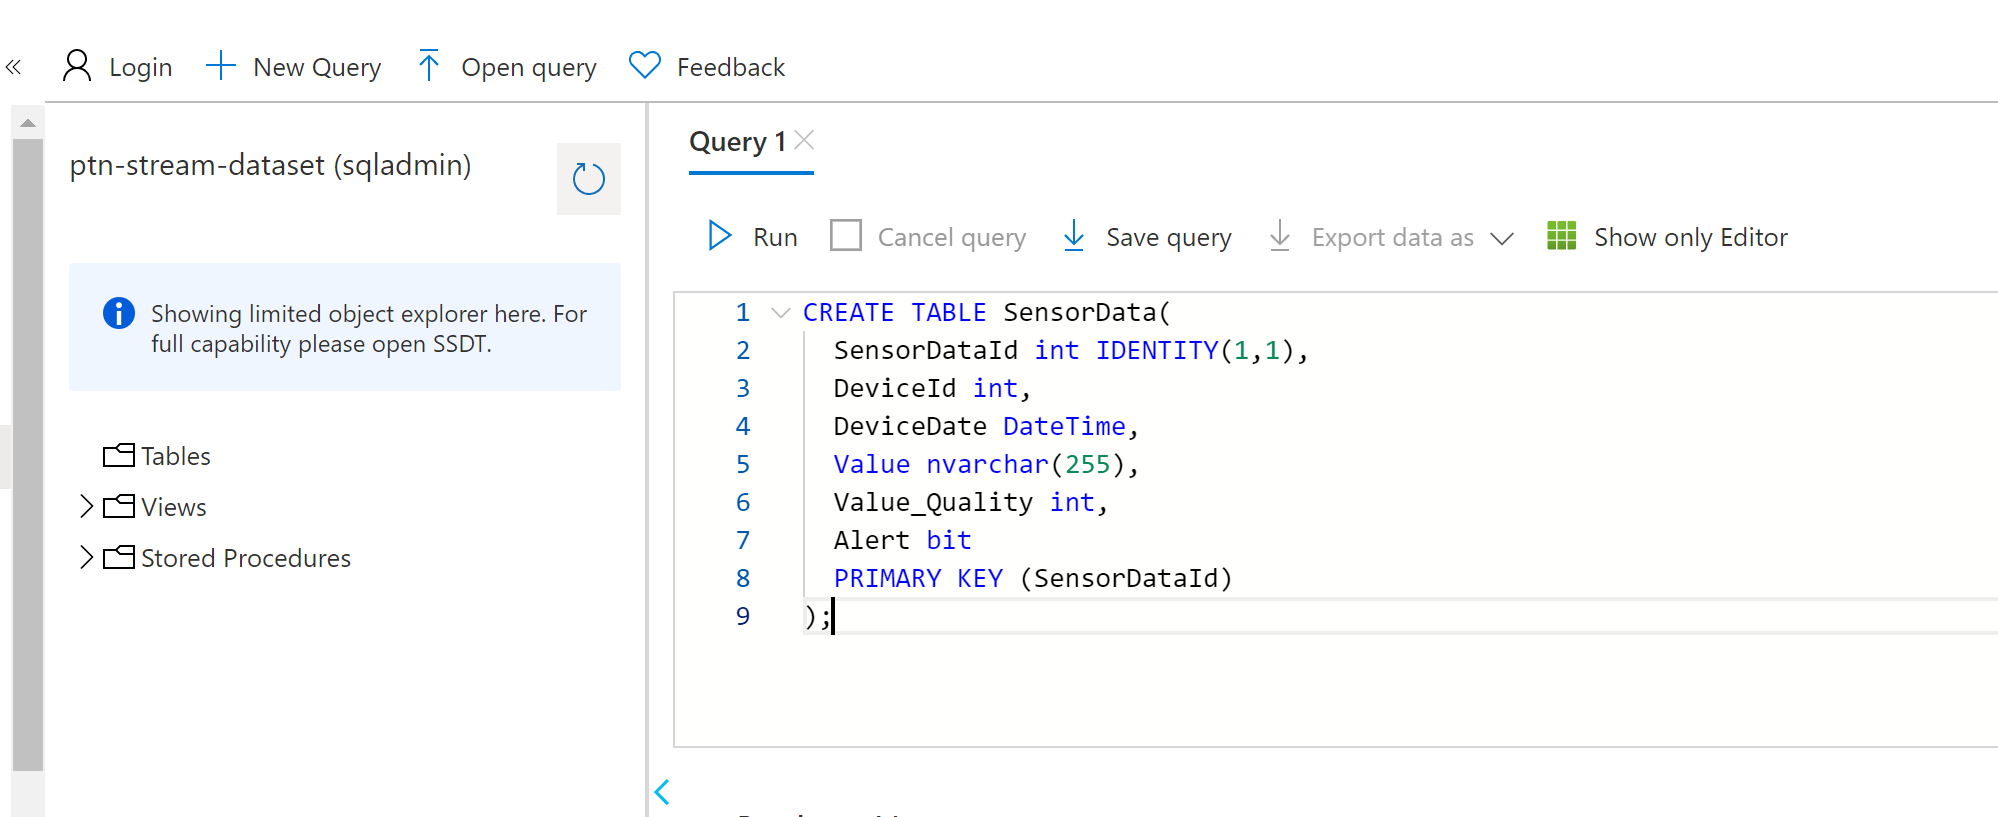 Login New Query Open query Feedback
ptn-stream-dataset (sqladmin)
Showing limited object explorer here. For
full capability please open SSDT.
Tables
Views
Stored Procedures
Query 1
Run Cancel query Save query Export data as Show only Editor
1 CREATE TABLE SensorData(
2 SensorDataId int IDENTITY(1,1),
3 DeviceId int,
4 DeviceDate DateTime,
5 Value nvarchar(255),
6 Value_Quality int,
7 Alert bit
8 PRIMARY KEY (SensorDataId)
9 );